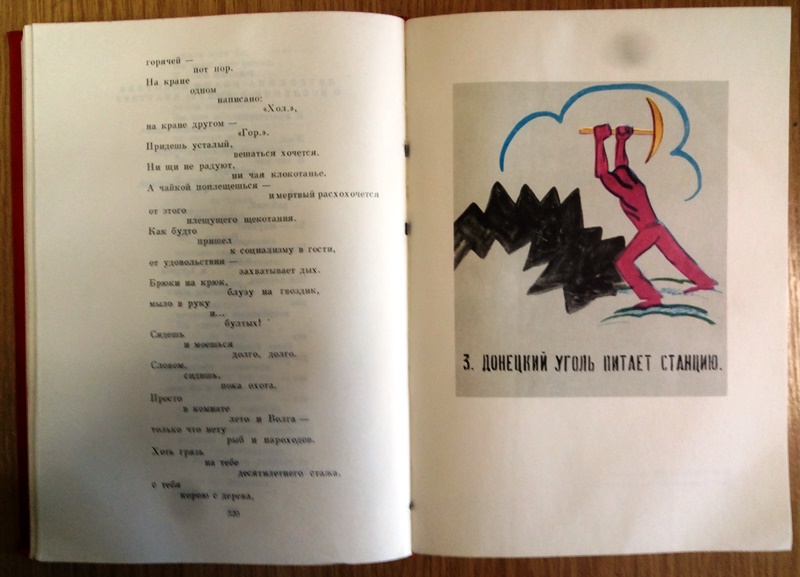 горячей —
пот пор.
На кране
одном
написано:
«Хол.»,
на кране другом —
«Гор.».
Придешь усталый,
вешаться хочется.
Ни щи не радуют,
ни чая клокотанье.
А чайкой поплещешься —
и мертвый расхохочется
от этого
плещущего щекотания.
Как будто
пришел
к социализму в гости,
от удовольствия —
захватывает дых.
Брюки на крюк,
блузу на гвоздик,
мыло в руку
и...
бултых!
Сидишь
и моешься
долго, долго.
Словом,
сидишь,
пока охота.
Просто
в комнате
лето и Волга —
только что нету
рыб и пароходов.
Хоть грязь
на тебе
десятилетнего стажа,
с тебя
корою с дерева,
320
3. ДОНЕЦКИЙ УГОЛЬ ПИТАЕТ СТАНЦИЮ.